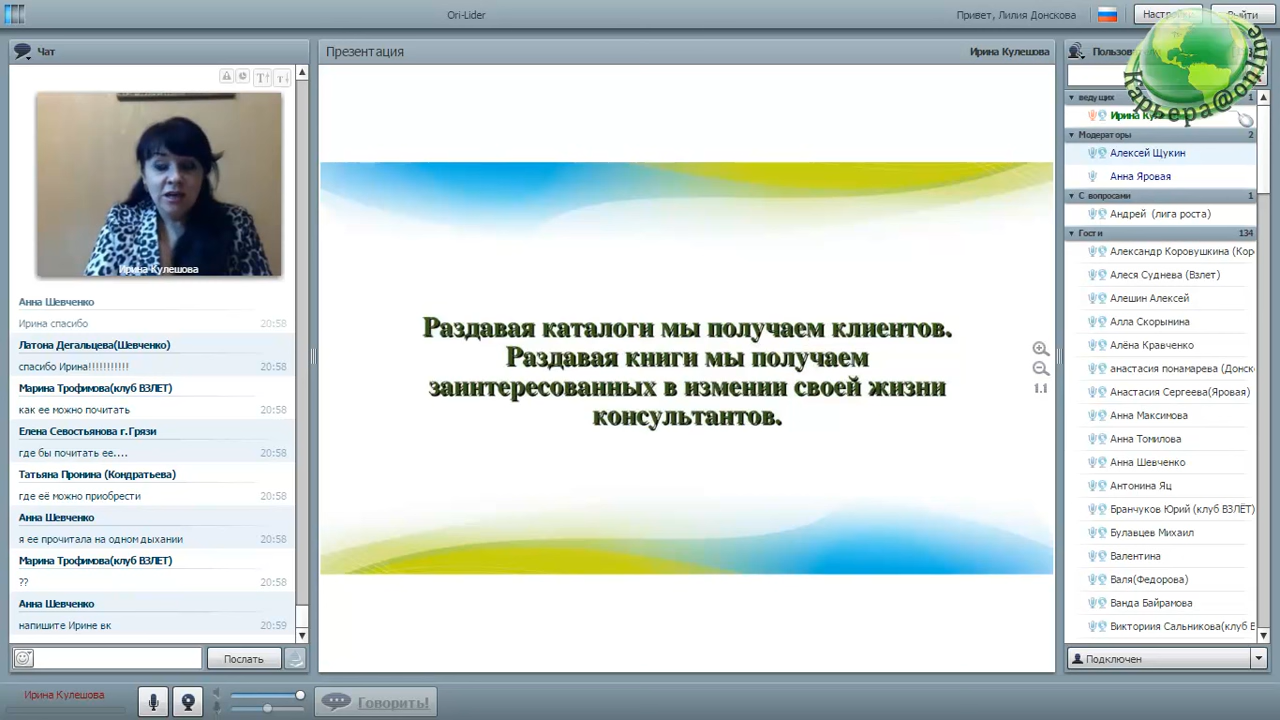 Ori-Lider
Привет, Лилия Донскова
Выйти
Чат
Ирина Кулешова
Анна Шевченко
Ирина спасибо 20:58
Латона Дегальцева(Шевченко)
спасибо Ирина!!!!!!!!!!! 20:58
Марина Трофимова(клуб ВЗЛЕТ)
как ее можно почитать 20:58
Елена Севостьянова г.Грязи
где бы почитать ее.... 20:58
Татьяна Пронина (Кондратьева)
где её можно приобрести 20:58
Анна Шевченко
я ее прочитала на одном дыхании 20:58
Марина Трофимова(клуб ВЗЛЕТ)
?? 20:58
Анна Шевченко
напишите Ирине вк 20:59
Послать
Ирина Кулешова
Говорить!
Презентация
Ирина Кулешова
Раздавая каталоги мы получаем клиентов.
Раздавая книги мы получаем
заинтересованных в измении своей жизни
консультантов.
1.1
Карьера@online
ведущих 1
Ирина
Модераторы 2
Алексей Щукин
Анна Яровая
С вопросами 1
Андрей (лига роста)
Гости 134
Александр Коровушкина (Кор
Алеся Суднева (Взлет)
Алешин Алексей
Алла Скорынина
Алёна Кравченко
анастасия понамарева (Донск
Анастасия Сергеева(Яровая)
Анна Максимова
Анна Томилова
Анна Шевченко
Антонина Яц
Бранчуков Юрий (клуб ВЗЛЁТ)
Булавцев Михаил
Валентина
Валя(Федорова)
Ванда Байрамова
Викториия Сальникова(клуб В
Подключен